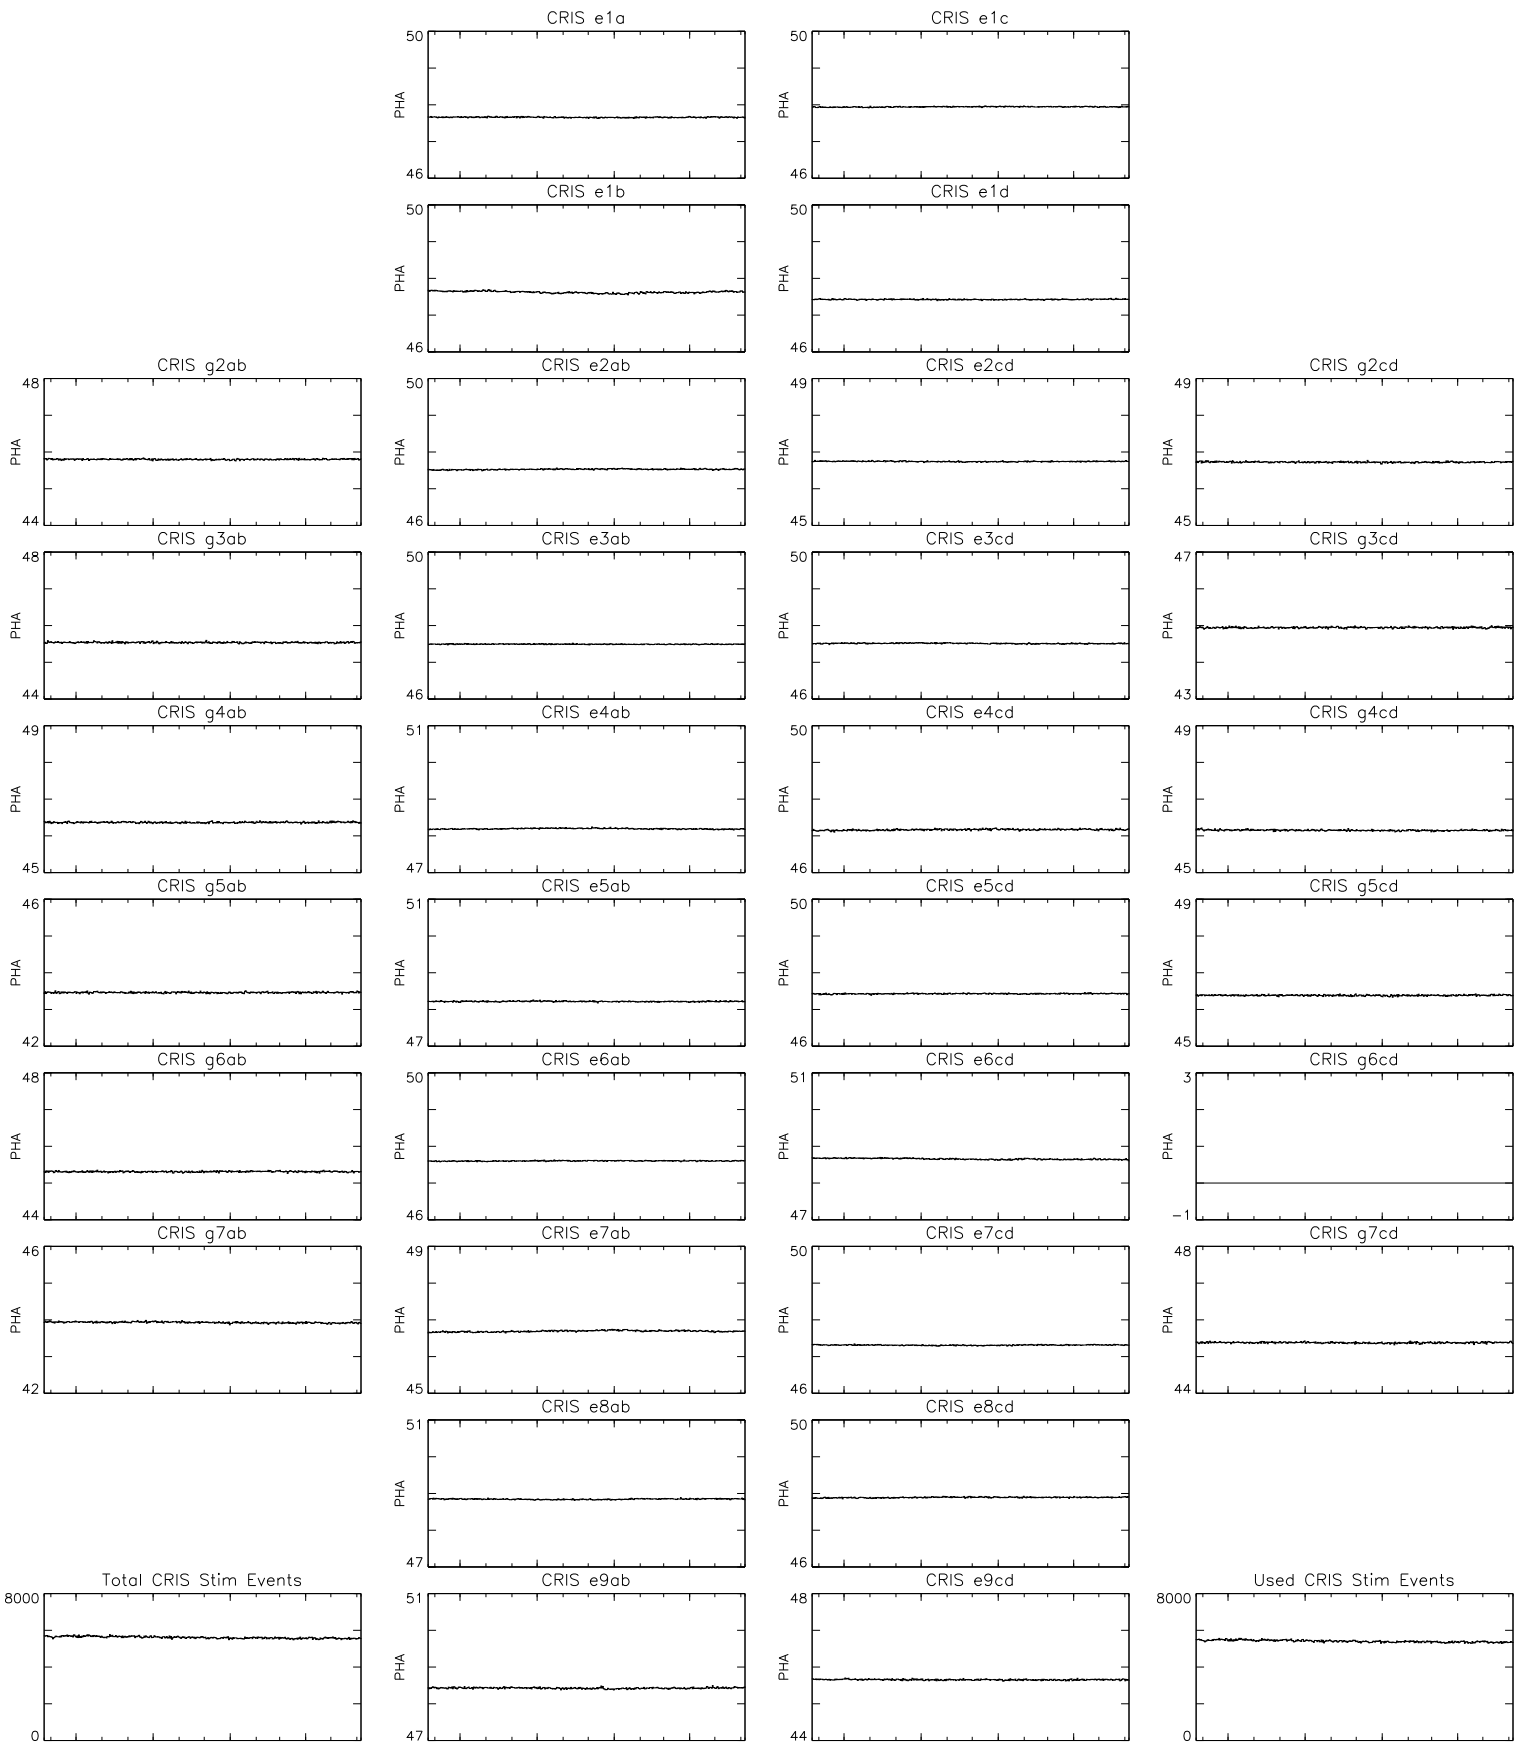 CRIS e1a
50
PHA
46
CRIS e1c
50
PHA
46
CRIS e1b
50
PHA
46
CRIS e1d
50
PHA
46
CRIS g2ab
48
PHA
44
CRIS e2ab
50
PHA
46
CRIS e2cd
49
PHA
45
CRIS g2cd
49
PHA
45
CRIS g3ab
48
PHA
44
CRIS e3ab
50
PHA
46
CRIS e3cd
50
PHA
46
CRIS g3cd
47
PHA
43
CRIS g4ab
49
PHA
45
CRIS e4ab
51
PHA
47
CRIS e4cd
50
PHA
46
CRIS g4cd
49
PHA
45
CRIS g5ab
46
PHA
42
CRIS e5ab
51
PHA
47
CRIS e5cd
50
PHA
46
CRIS g5cd
49
PHA
45
CRIS g6ab
48
PHA
44
CRIS e6ab
50
PHA
46
CRIS e6cd
51
PHA
47
CRIS g6cd
3
PHA
-1
CRIS g7ab
46
PHA
42
CRIS e7ab
49
PHA
45
CRIS e7cd
50
PHA
46
CRIS g7cd
48
PHA
44
CRIS e8ab
51
PHA
47
CRIS e8cd
50
PHA
46
Total CRIS Stim Events
8000
0
CRIS e9ab
51
PHA
47
CRIS e9cd
48
PHA
44
Used CRIS Stim Events
8000
0